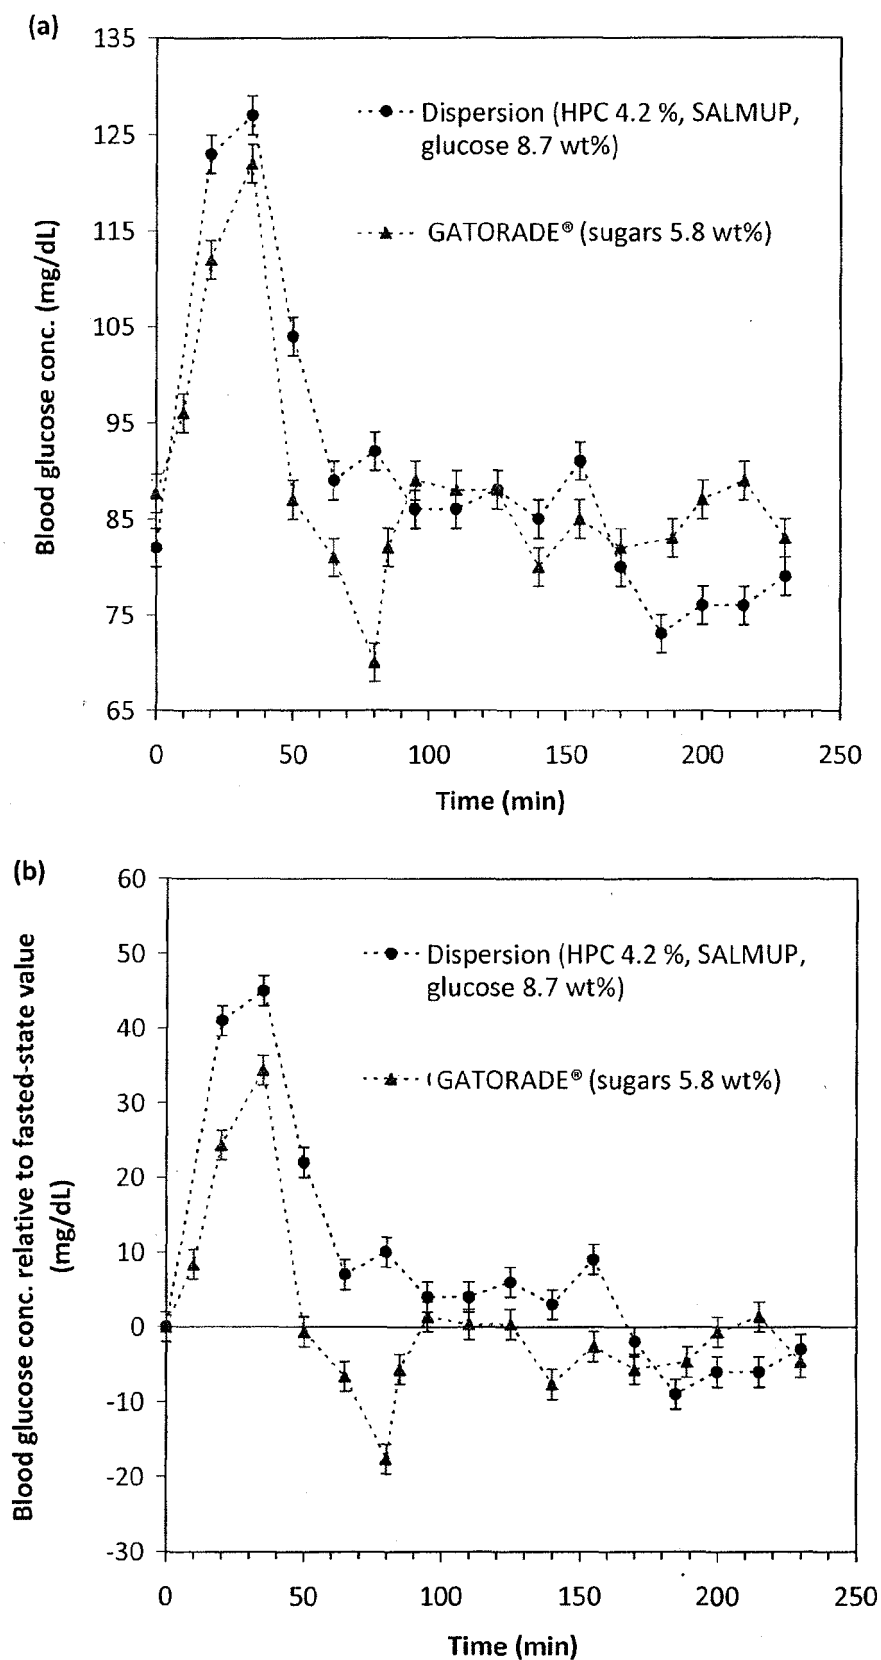 (a)
135
125
115
105
95
85
75
65
Blood glucose conc. (mg/dL)
Dispersion (HPC 4.2 %, SALMUP,
glucose 8.7 wt%)
GATORADE® (sugars 5.8 wt%)
0 50 100 150 200 250
Time (min)
(b)
60
50
40
30
20
10
0
-10
-20
-30
Blood glucose conc. relative to fasted-state value
(mg/dL)
Dispersion (HPC 4.2 %, SALMUP,
glucose 8.7 wt%)
GATORADE® (sugars 5.8 wt%)
0 50 100 150 200 250
Time (min)